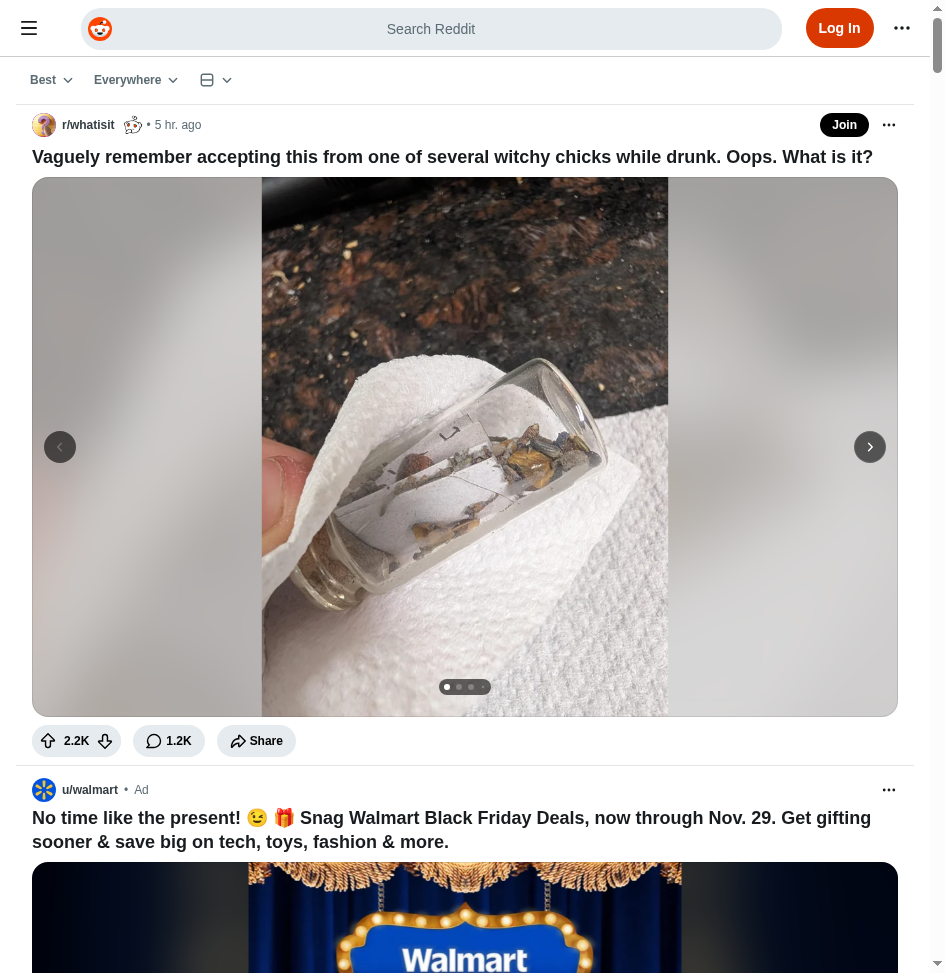 Search Reddit
Log In
Best
Everywhere
r/whatisit • 5 hr. ago
Join
Vaguely remember accepting this from one of several witchy chicks while drunk. Oops. What is it?
2.2K
1.2K
Share
u/walmart • Ad
No time like the present! 😉 🎁 Snag Walmart Black Friday Deals, now through Nov. 29. Get gifting
sooner & save big on tech, toys, fashion & more.
Walmart